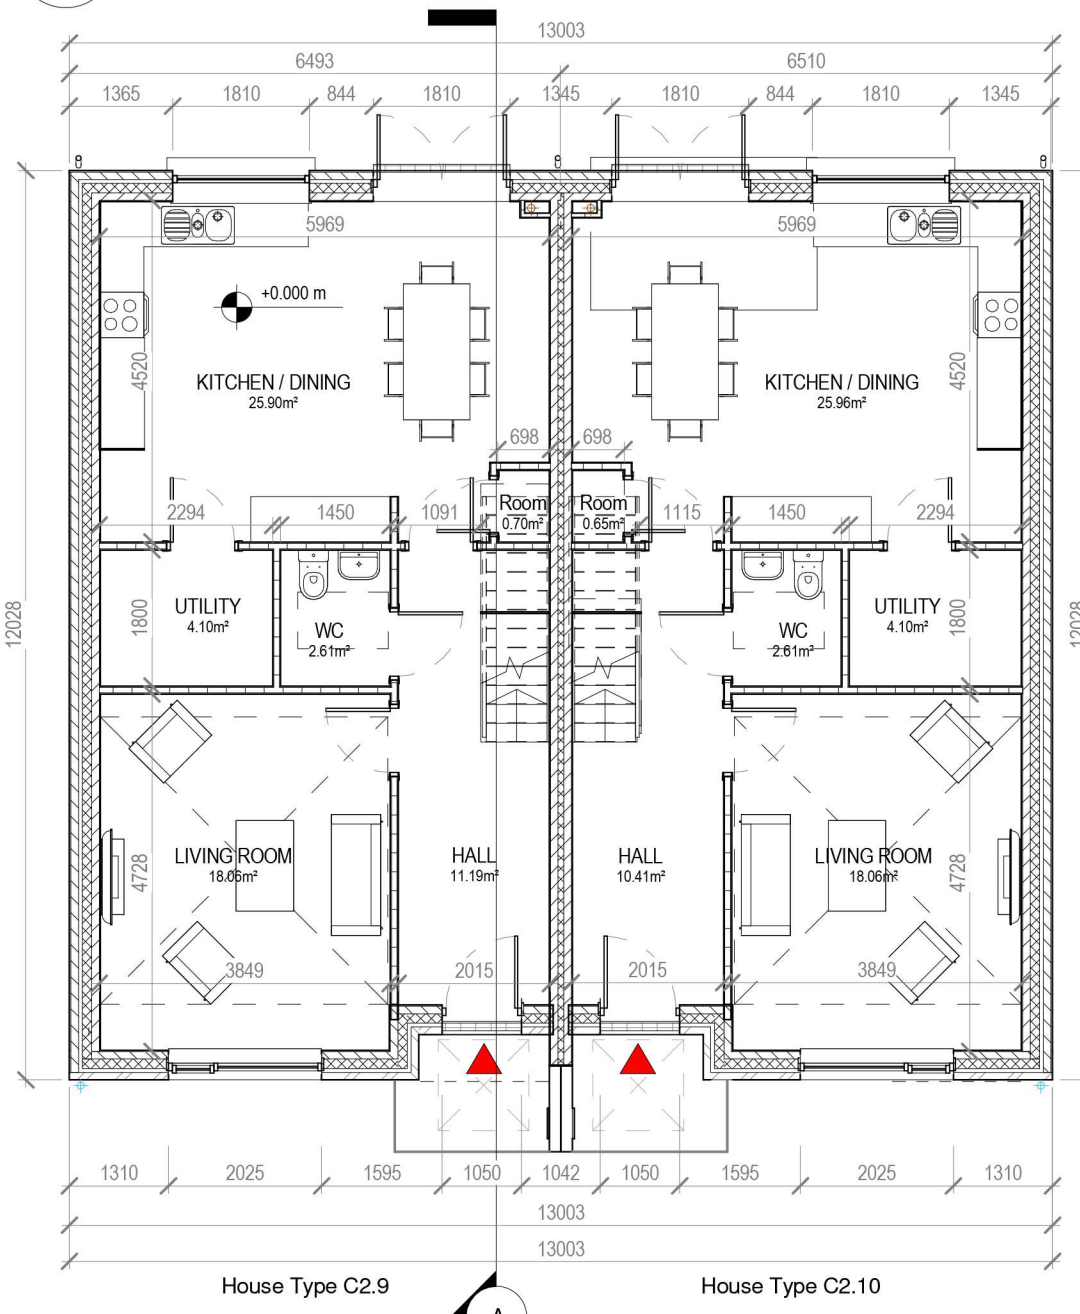 13003
6493 6510
1365 1810 844 1810 1345 1810 844 1810 1345
5969 5969
+0.000 m
4520 4520
KITCHEN / DINING KITCHEN / DINING
25.90m² 25.96m²
698 698
Room Room
0.70m² 0.65m²
2294 1450 1091 1115 1450 2294
UTILITY UTILITY
4.10m² 4.10m²
1800 1800
12028 12028
WC WC
2.61m² 2.61m²
LIVING ROOM HALL HALL LIVING ROOM
18.06m² 11.19m² 10.41m² 18.06m²
4728 4728
3849 2015 2015 3849
1310 2025 1595 1050 1042 1050 1595 2025 1310
13003
13003
House Type C2.9 House Type C2.10
A